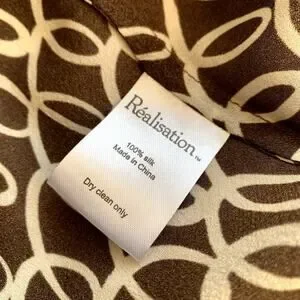 Réalisation™
100% silk
Made in China
Dry clean only